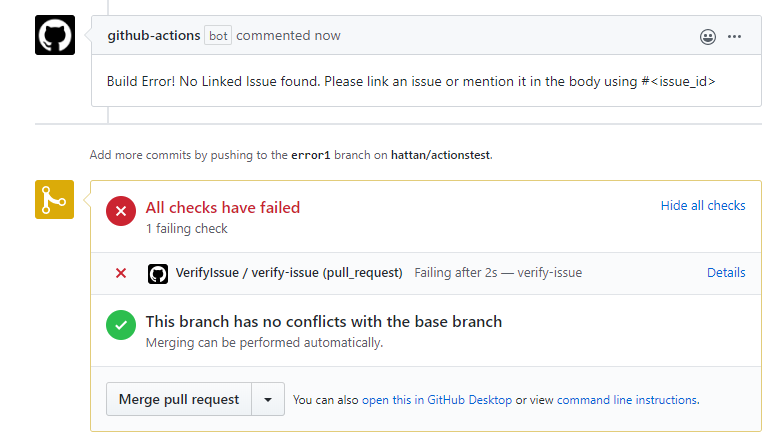 github-actions bot commented now
Build Error! No Linked Issue found. Please link an issue or mention it in the body using #<issue_id>
Add more commits by pushing to the error1 branch on hattan/actionstest.
All checks have failed
Hide all checks
1 failing check
VerifyIssue / verify-issue (pull_request) Failing after 2s — verify-issue
Details
This branch has no conflicts with the base branch
Merging can be performed automatically.
Merge pull request
You can also open this in GitHub Desktop or view command line instructions.